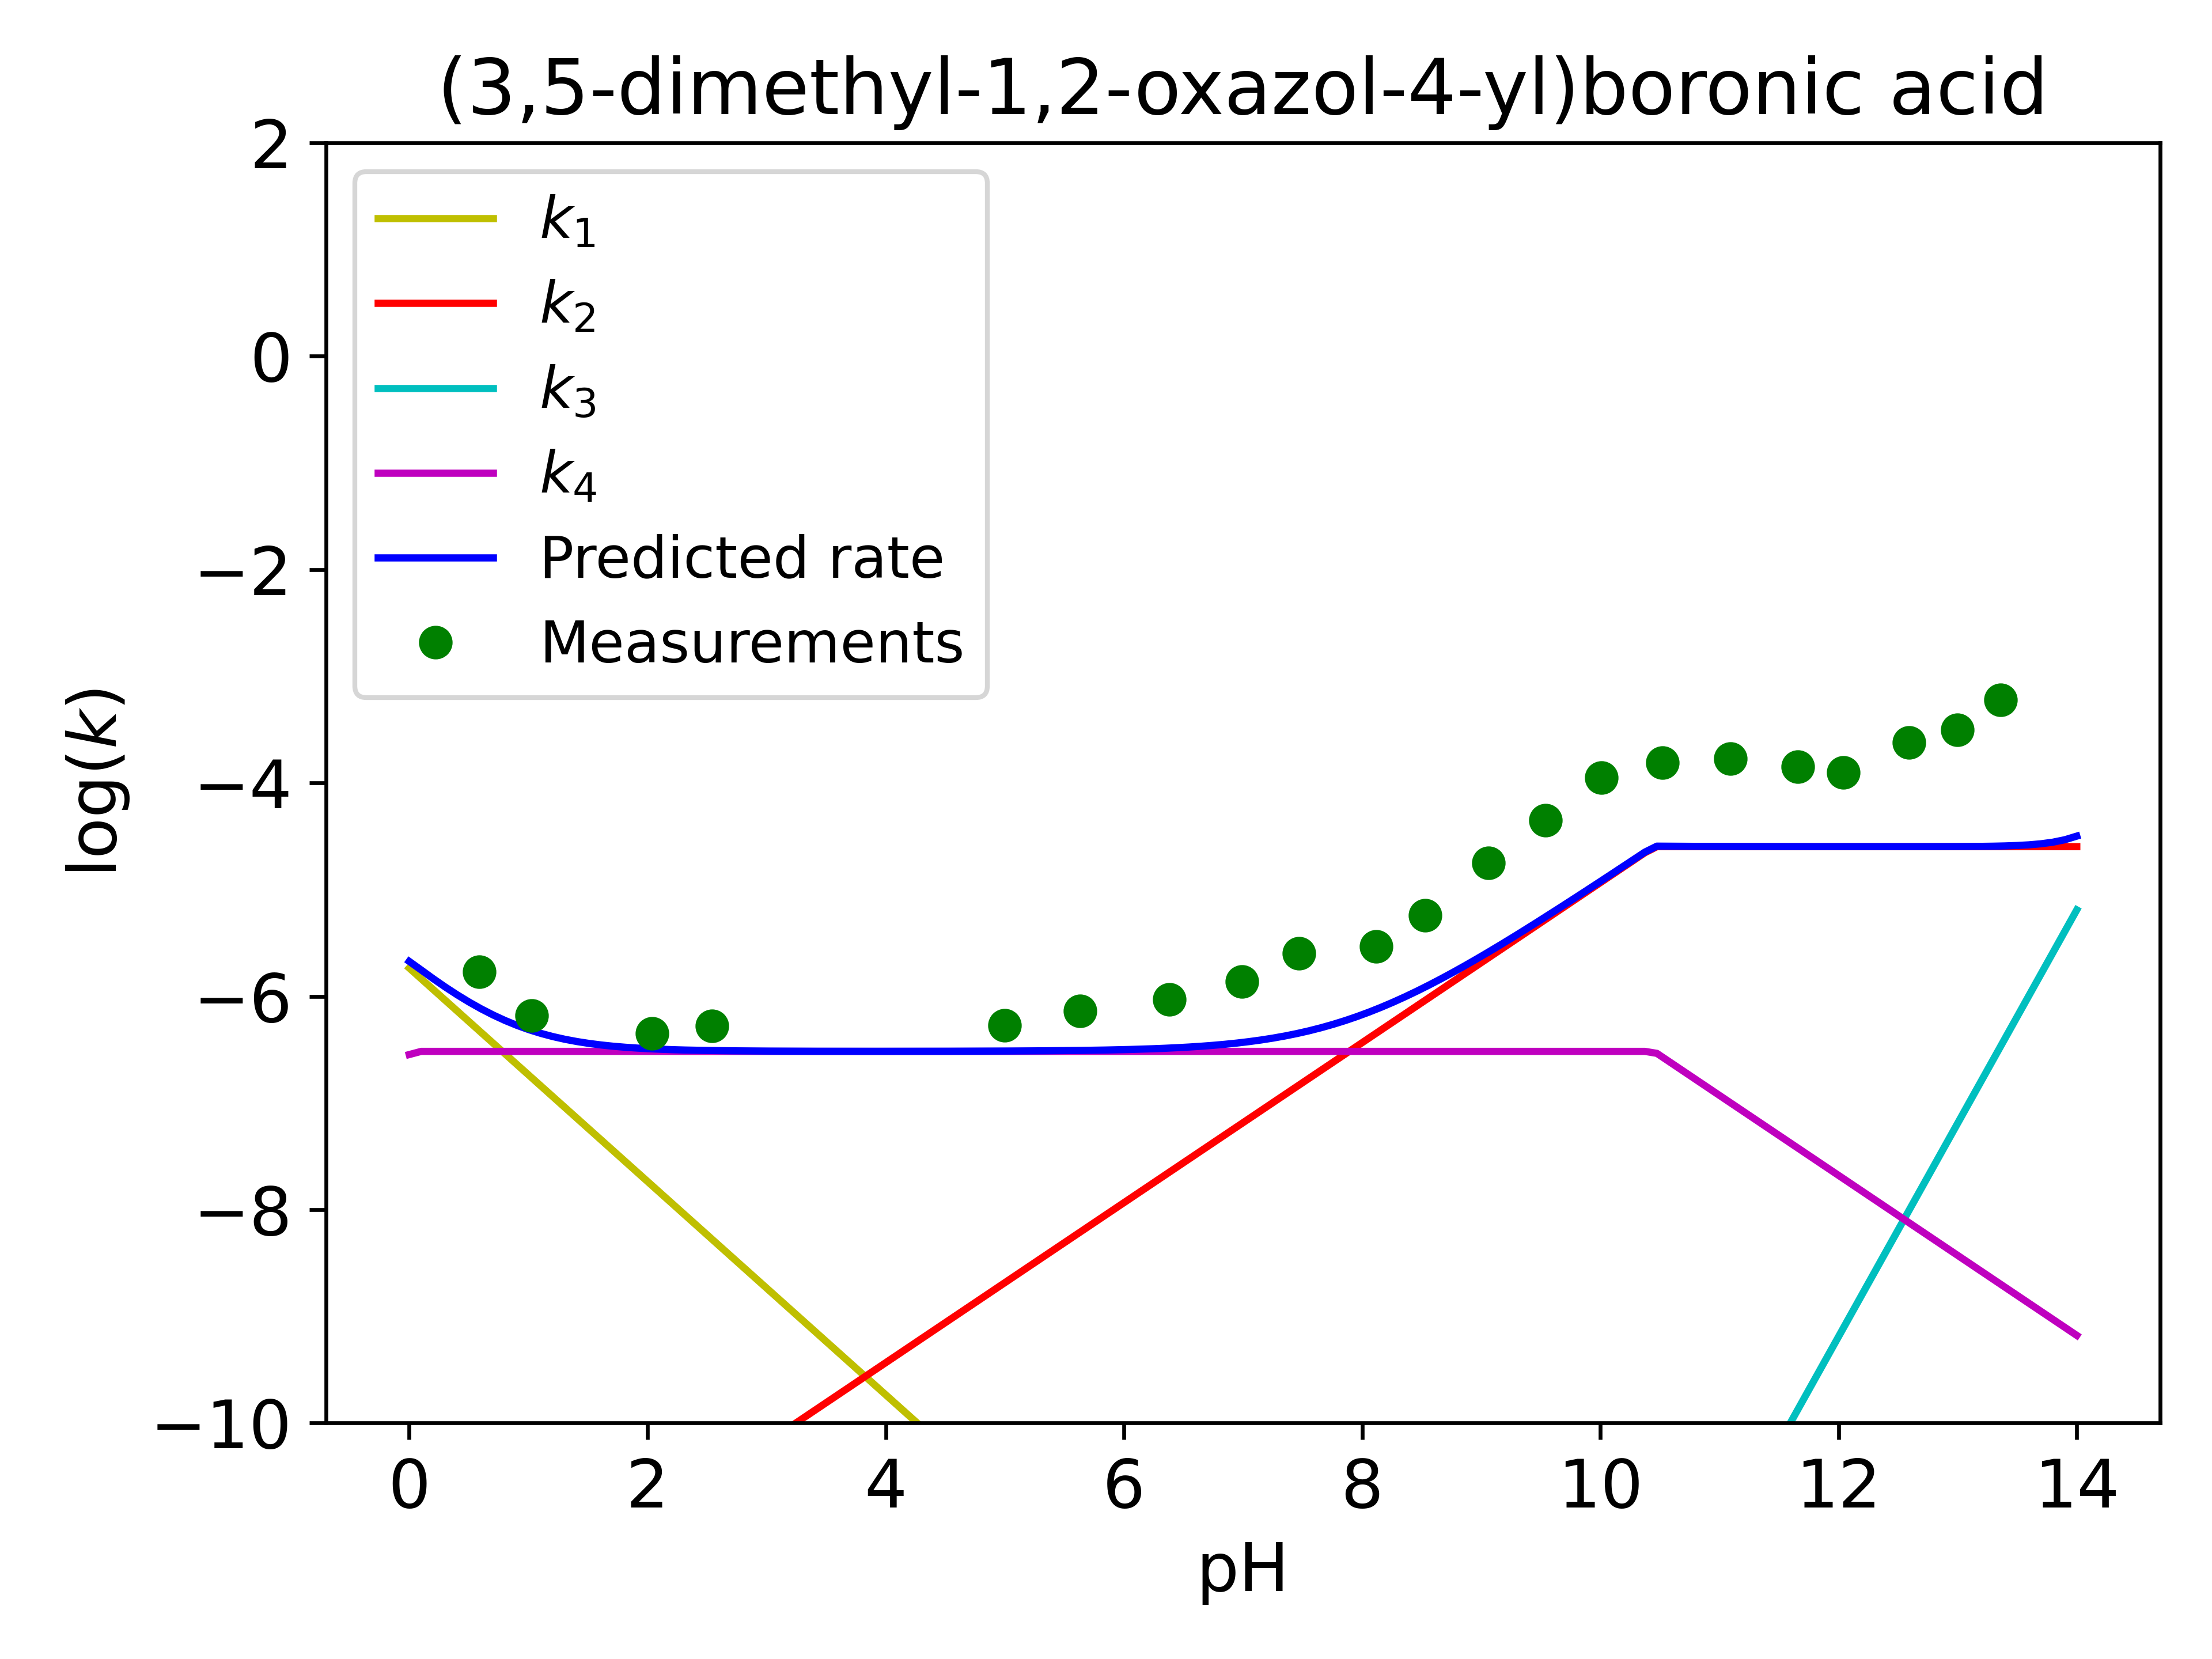 (3,5-dimethyl-1,2-oxazol-4-yl)boronic acid
k1
k2
k3
k4
Predicted rate
Measurements
log(k)
2
0
−2
−4
−6
−8
−10
0 2 4 6 8 10 12 14
pH